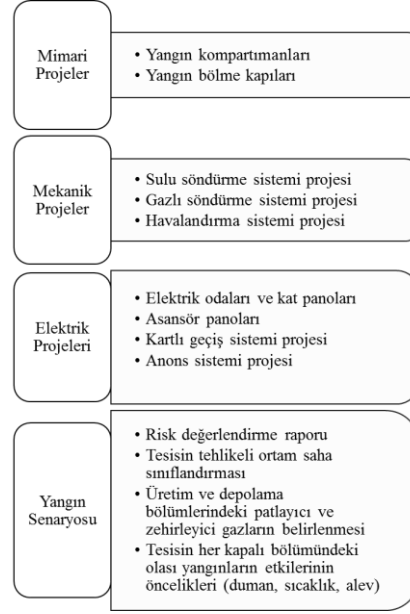 Mimari
Projeler
• Yangın kompartımanları
• Yangın bölme kapıları
Mekanik
Projeler
• Sulu söndürme sistemi projesi
• Gazlı söndürme sistemi projesi
• Havalandırma sistemi projesi
Elektrik
Projeleri
• Elektrik odaları ve kat panoları
• Asansör panoları
• Kartlı geçiş sistemi projesi
• Anons sistemi projesi
Yangın
Senaryosu
• Risk değerlendirme raporu
• Tesisin tehlikeli ortam saha
sınıflandırması
• Üretim ve depolama
bölümlerindeki patlayıcı ve
zehirleyici gazların belirlenmesi
• Tesisin her kapalı bölümündeki
olası yangınların etkilerinin
öncelikleri (duman, sıcaklık, alev)